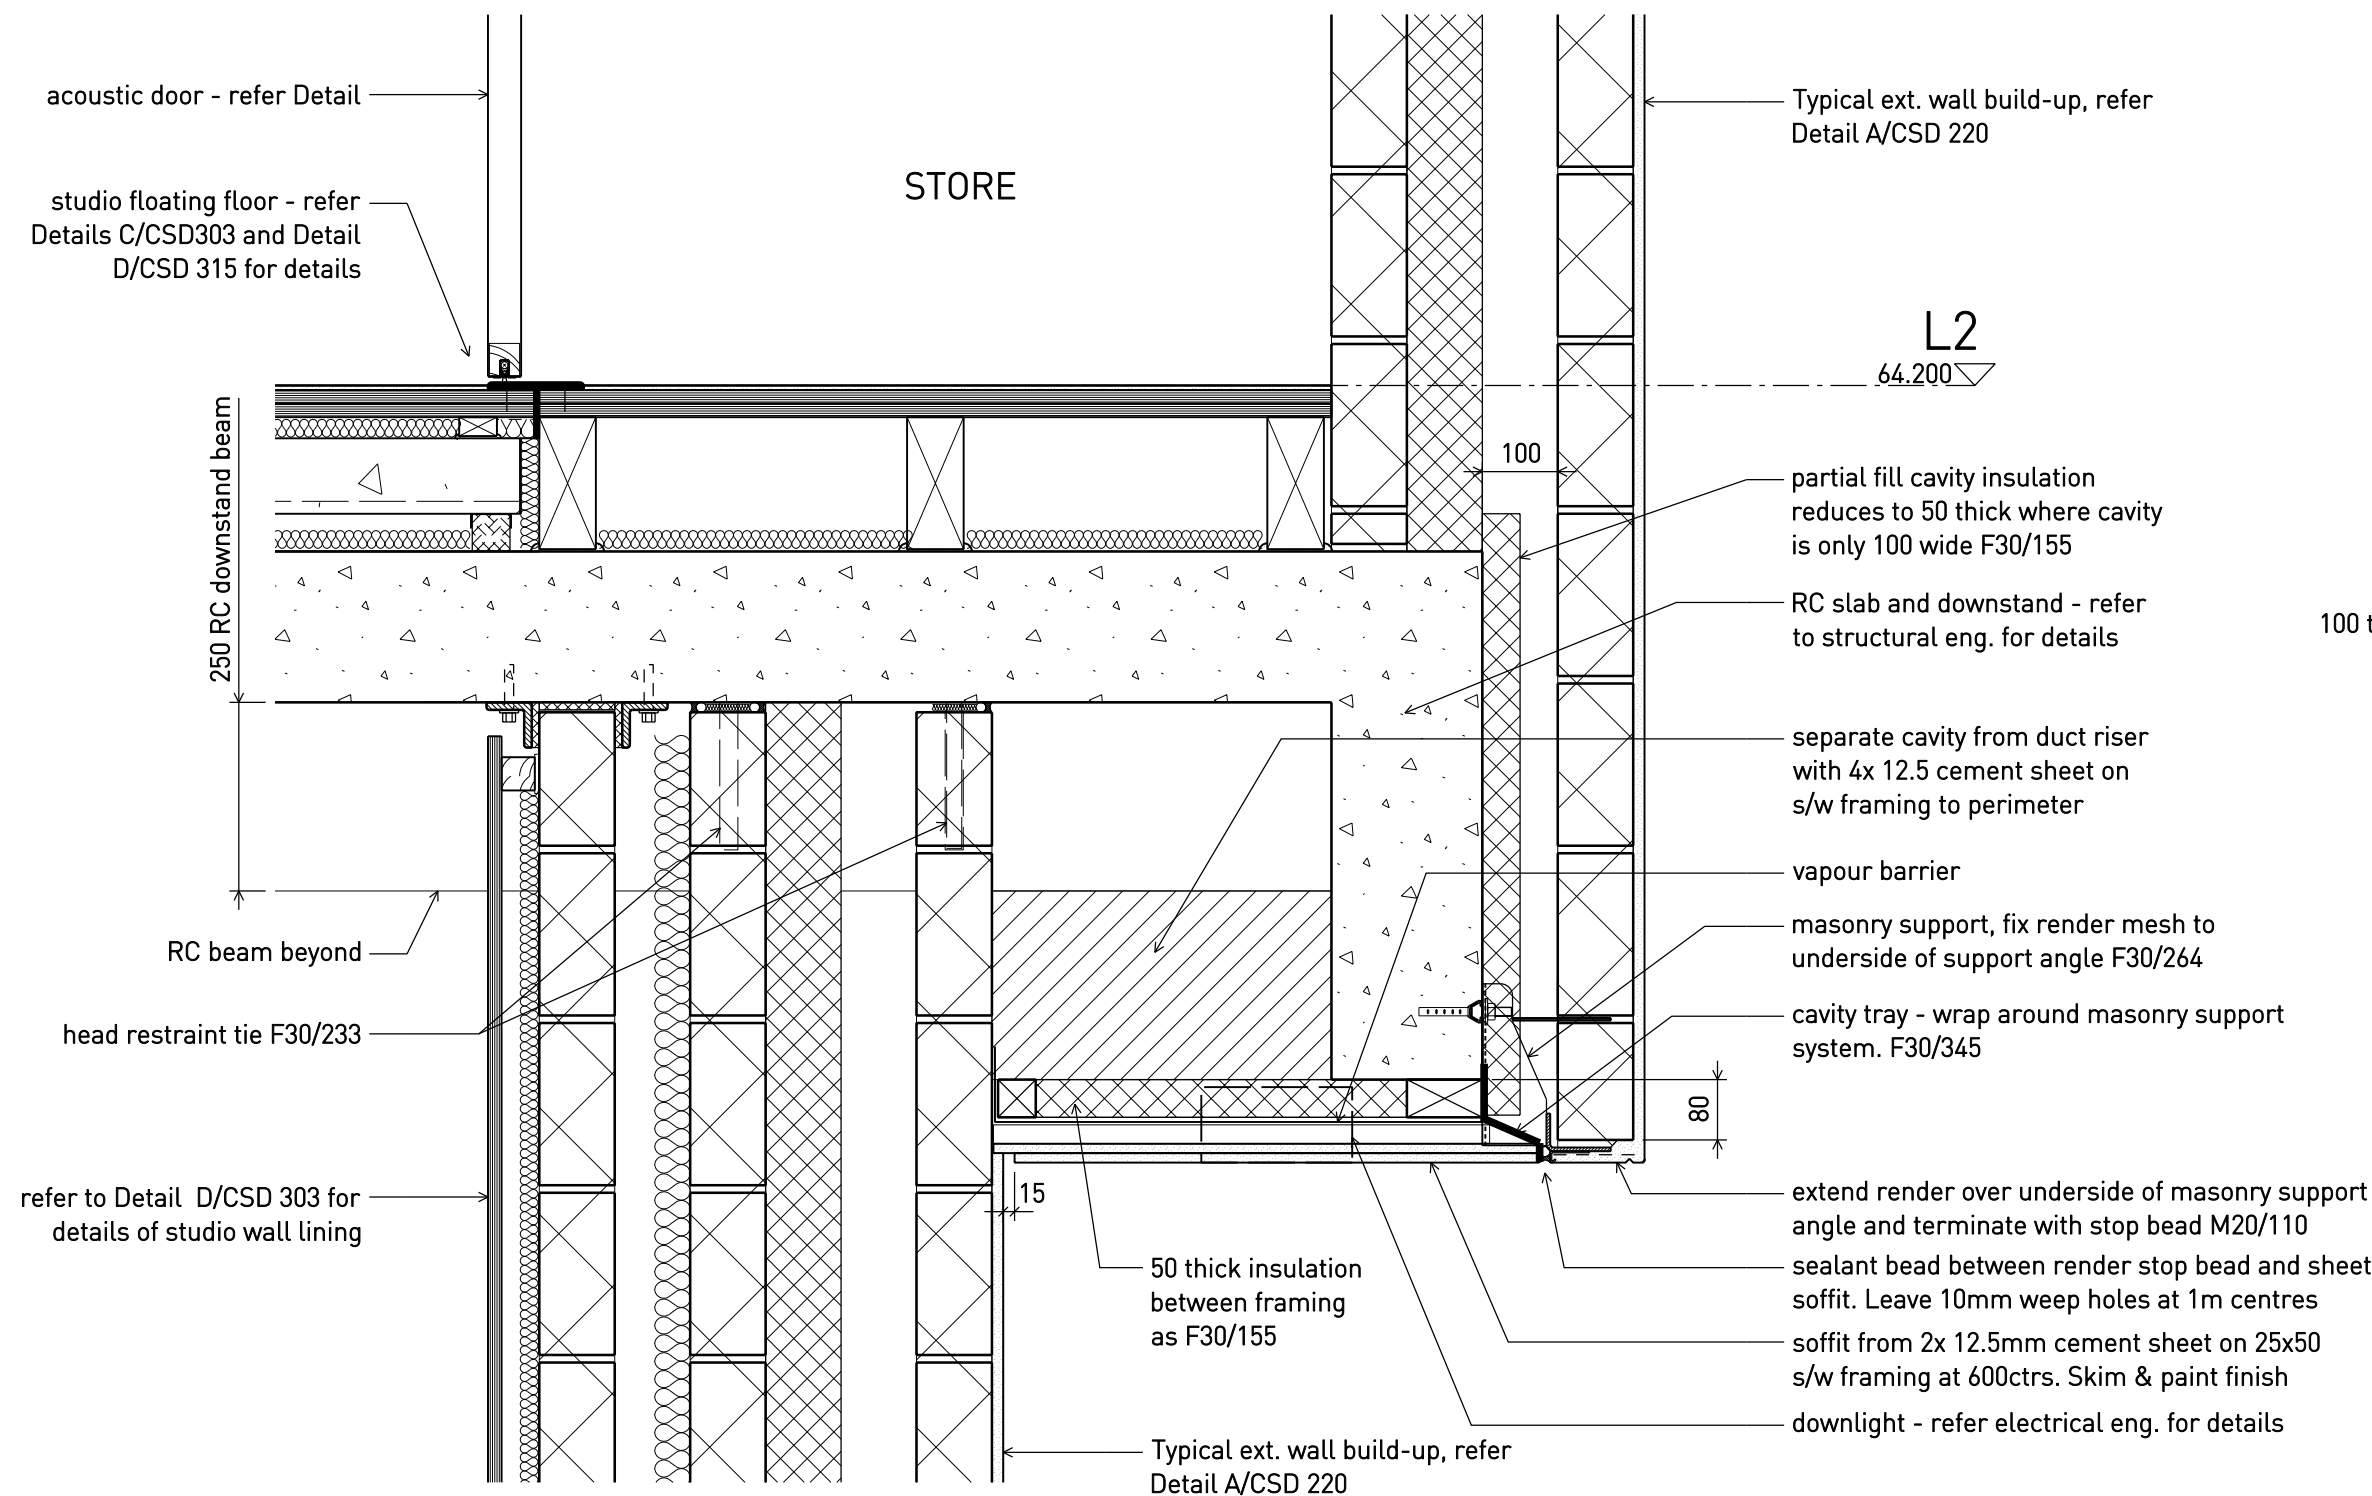 acoustic door - refer Detail
studio floating floor - refer
Details C/CSD303 and Detail
D/CSD 315 for details
250 RC downstand beam
RC beam beyond
head restraint tie F30/233
refer to Detail D/CSD 303 for
details of studio wall lining
STORE
15
50 thick insulation
between framing
as F30/155
Typical ext. wall build-up, refer
Detail A/CSD 220
100
80
Typical ext. wall build-up, refer
Detail A/CSD 220
L2
64.200
partial fill cavity insulation
reduces to 50 thick where cavity
is only 100 wide F30/155
RC slab and downstand - refer
to structural eng. for details
separate cavity from duct riser
with 4x 12.5 cement sheet on
s/w framing to perimeter
vapour barrier
masonry support, fix render mesh to
underside of support angle F30/264
cavity tray - wrap around masonry support
system. F30/345
extend render over underside of masonry support
angle and terminate with stop bead M20/110
sealant bead between render stop bead and sheet
soffit. Leave 10mm weep holes at 1m centres
soffit from 2x 12.5mm cement sheet on 25x50
s/w framing at 600ctrs. Skim & paint finish
downlight - refer electrical eng. for details
100 t